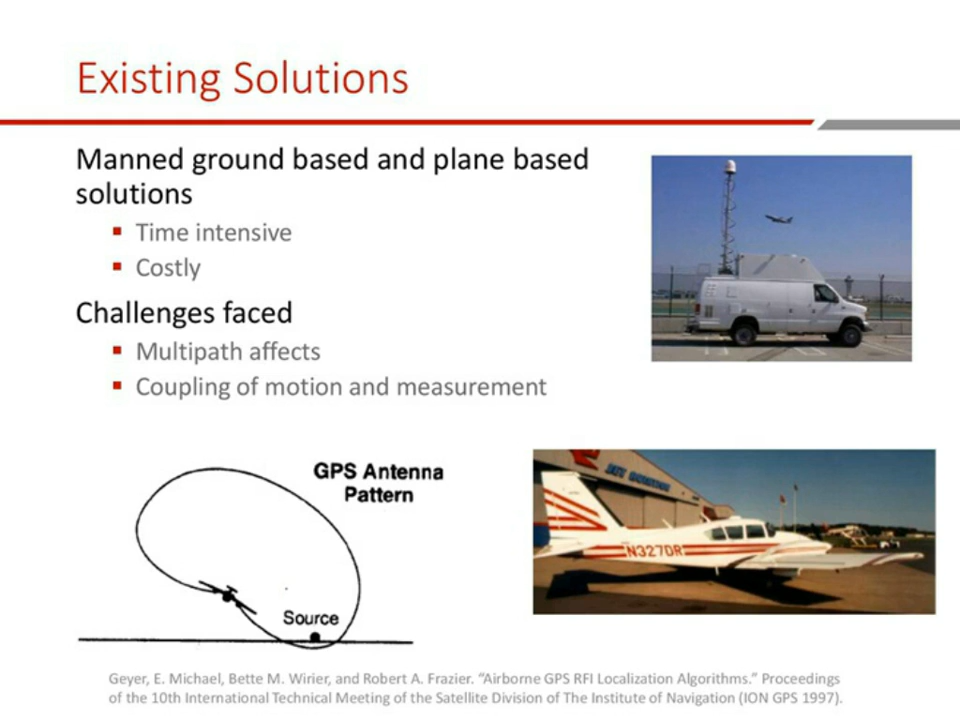 Existing Solutions
Manned ground based and plane based
solutions
▪ Time intensive
▪ Costly
Challenges faced
▪ Multipath affects
▪ Coupling of motion and measurement
GPS Antenna
Pattern
Source
N327DR
Geyer, E. Michael, Bette M. Wirier, and Robert A. Frazier. “Airborne GPS RFI Localization Algorithms.” Proceedings
of the 10th International Technical Meeting of the Satellite Division of The Institute of Navigation (ION GPS 1997).